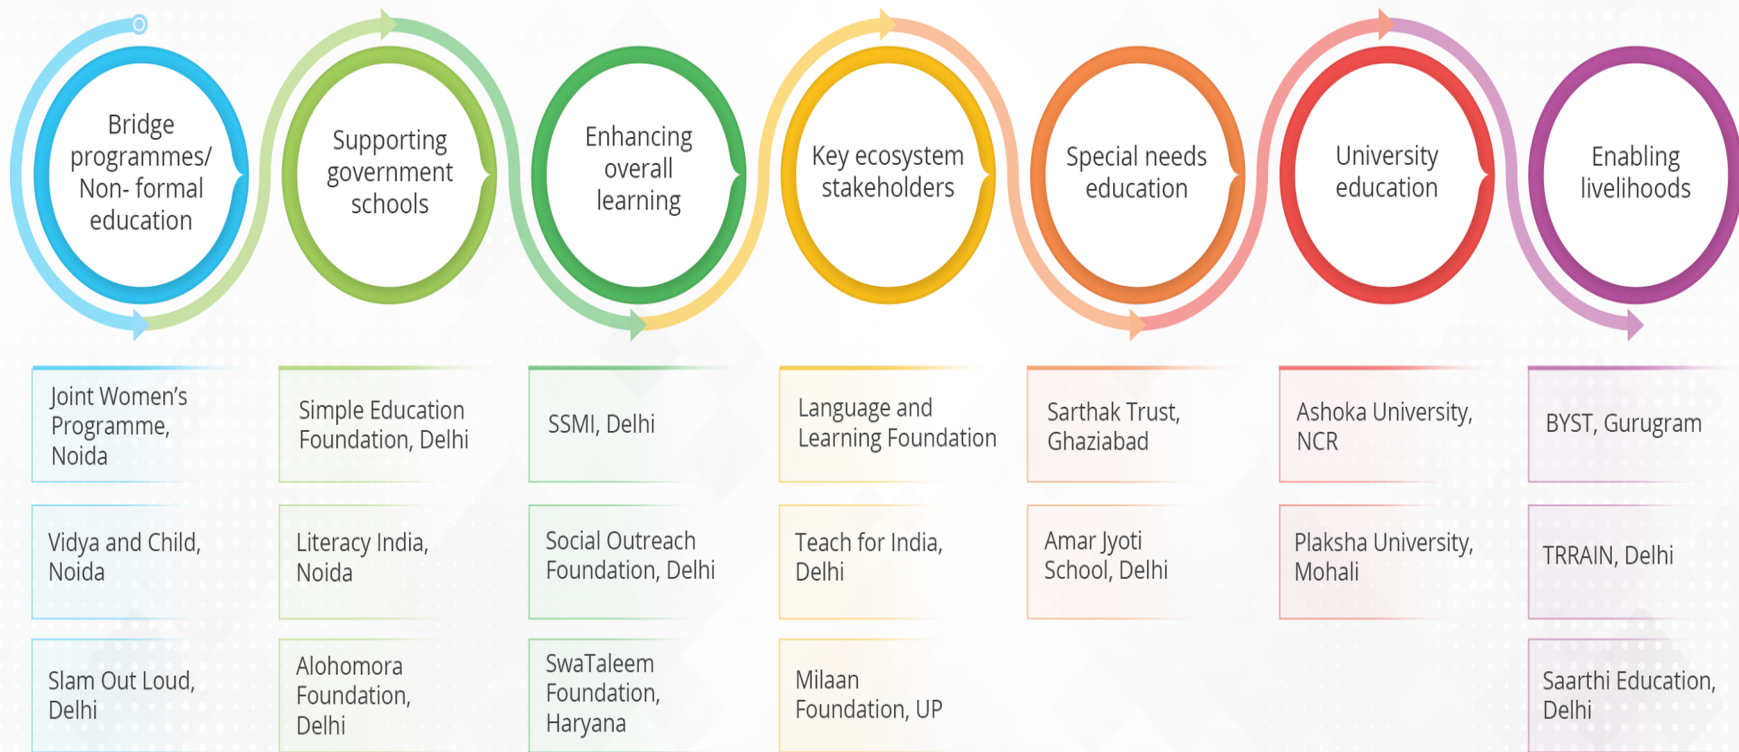 Bridge
programmes/
Non- formal
education
Supporting
government
schools
Enhancing
overall
learning
Key ecosystem
stakeholders
Special needs
education
University
education
Enabling
livelihoods
Joint Women’s
Programme,
Noida
Simple Education
Foundation, Delhi
SSMI, Delhi
Language and
Learning Foundation
Sarthak Trust,
Ghaziabad
Ashoka University,
NCR
BYST, Gurugram
Vidya and Child,
Noida
Literacy India,
Noida
Social Outreach
Foundation, Delhi
Teach for India,
Delhi
Amar Jyoti
School, Delhi
Plaksha University,
Mohali
TRRAIN, Delhi
Slam Out Loud,
Delhi
Alohomora
Foundation,
Delhi
SwaTaleem
Foundation,
Haryana
Milaan
Foundation, UP
Saarthi Education,
Delhi